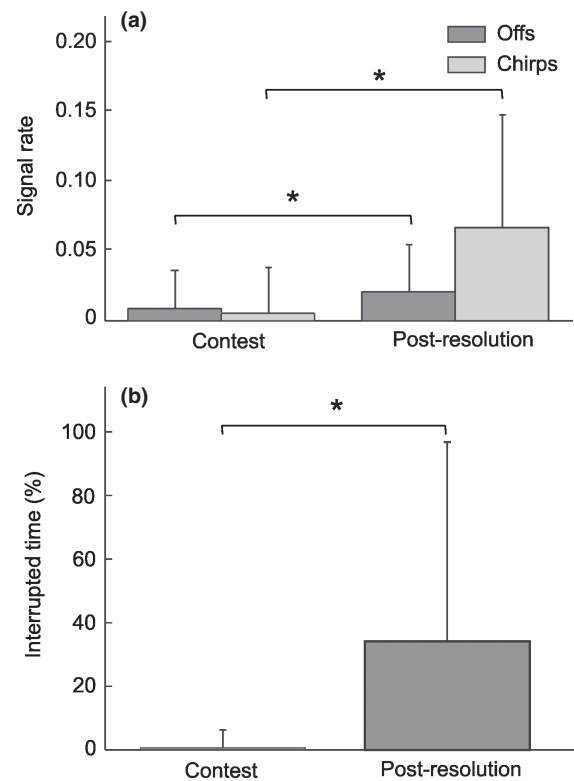 (a)
Offs
Chirps
Signal rate
0.20
0.15
0.10
0.05
0
*
*
Contest
Post-resolution
(b)
Interrupted time (%)
100
80
60
40
20
0
*
Contest
Post-resolution